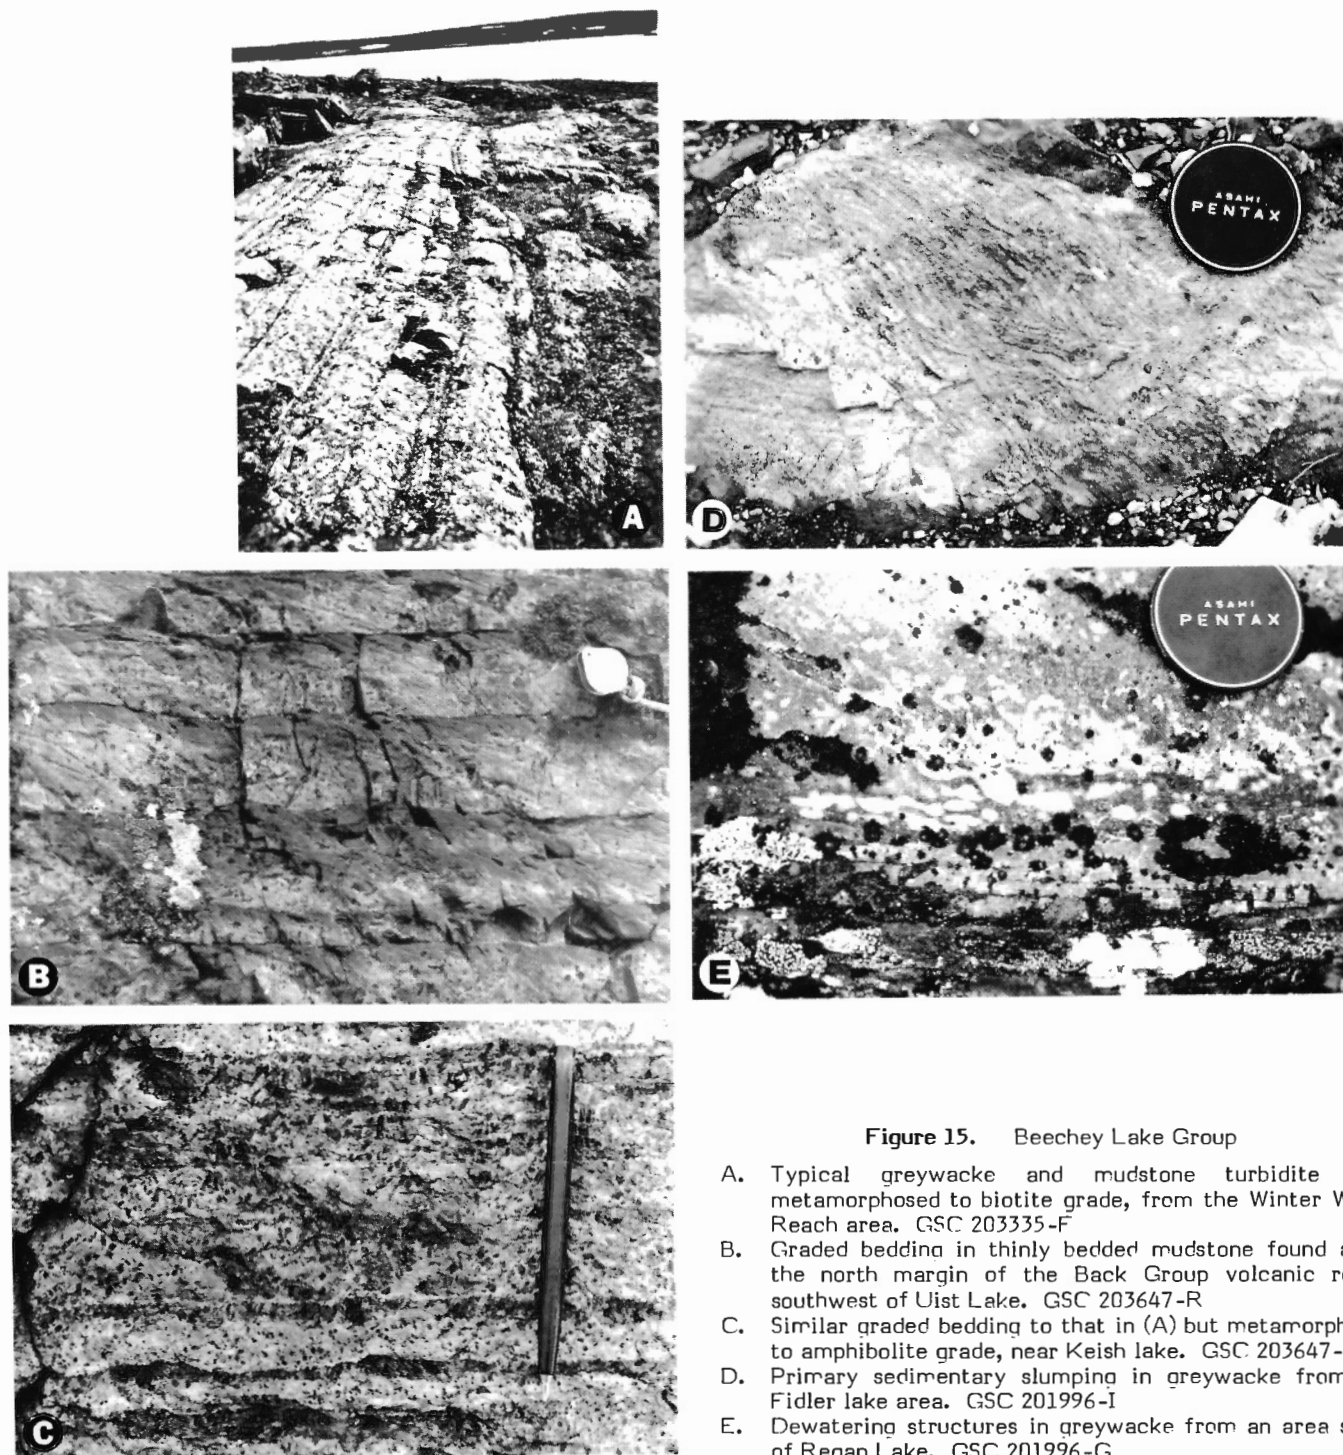 A
ASAHI
PENTAX
D
B
ASAHI
PENTAX
E
C
Figure 15. Beechey Lake Group
A. Typical greywacke and mudstone turbidite
metamorphosed to biotite grade, from the Winter
Reach area. GSC 203335-F
B. Graded bedding in thinly bedded mudstone found
the north margin of the Back Group volcanic
southwest of Uist Lake. GSC 203647-R
C. Similar graded bedding to that in (A) but metamorph
to amphibolite grade, near Keish lake. GSC 203647-
D. Primary sedimentary slumping in greywacke from
Fidler lake area. GSC 201996-I
E. Dewatering structures in greywacke from an area
of Regan Lake. GSC 201996-G